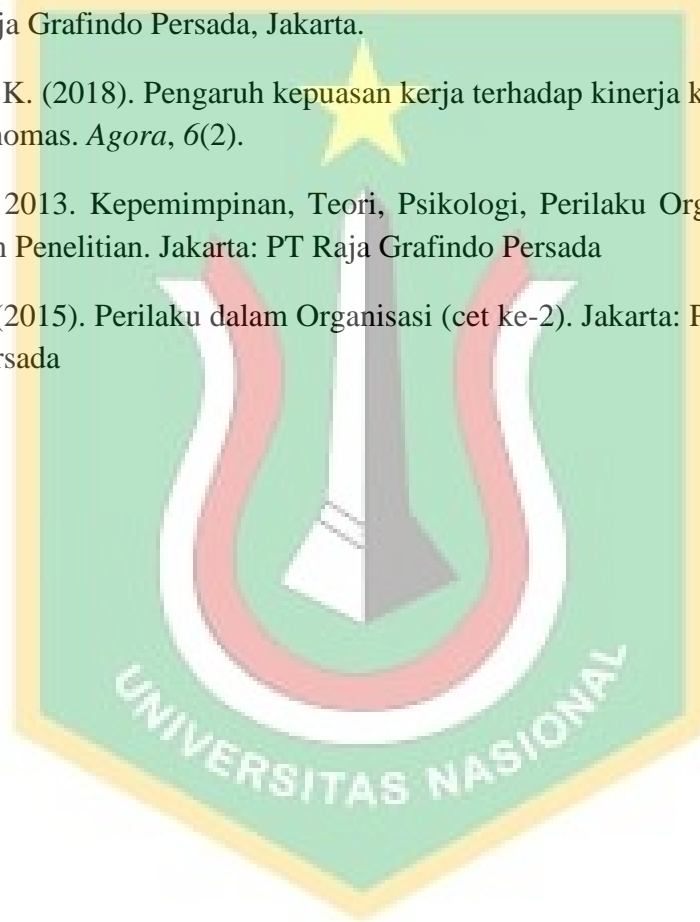 ja Grafindo Persada, Jakarta.
K. (2018). Pengaruh kepuasan kerja terhadap kinerja k
omas. Agora, 6(2).
2013. Kepemimpinan, Teori, Psikologi, Perilaku Org
Penelitian. Jakarta: PT Raja Grafindo Persada
(2015). Perilaku dalam Organisasi (cet ke-2). Jakarta: P
rsada
UNIVERSITAS NASIONAL